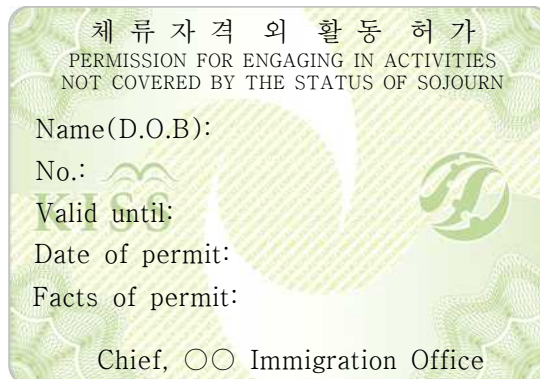 체 류 자 격 외 활 동 허 가
PERMISSION FOR ENGAGING IN ACTIVITIES
NOT COVERED BY THE STATUS OF SOJOURN
Name(D.O.B):
No.:
KISS
Valid until:
Date of permit:
Facts of permit:
Chief, ○○ Immigration Office